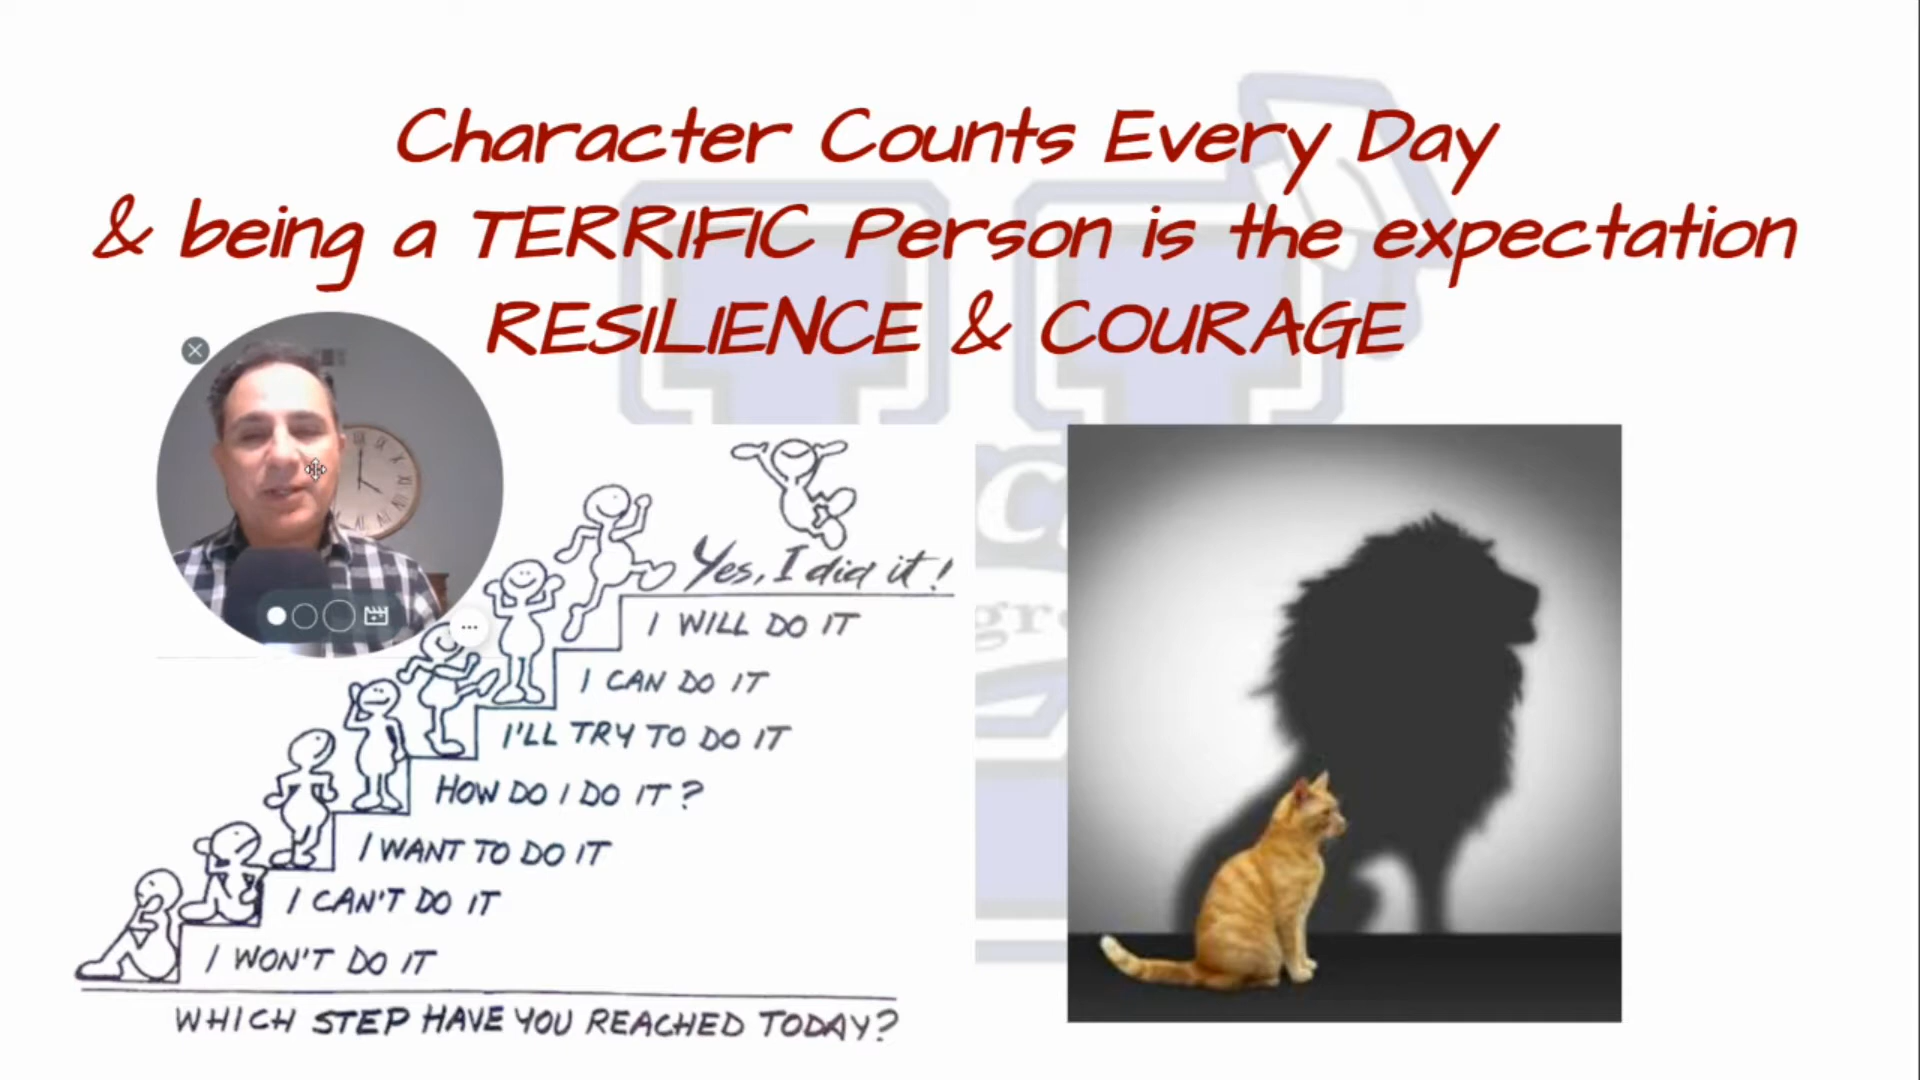 Character Counts Every Day
& being a TERRIFIC Person is the expectation
RESILIENCE & COURAGE
Yes, I did it!
I WILL DO IT
I CAN DO IT
I'LL TRY TO DO IT
HOW DO I DO IT?
I WANT TO DO IT
I CAN'T DO IT
I WON'T DO IT
WHICH STEP HAVE YOU REACHED TODAY?